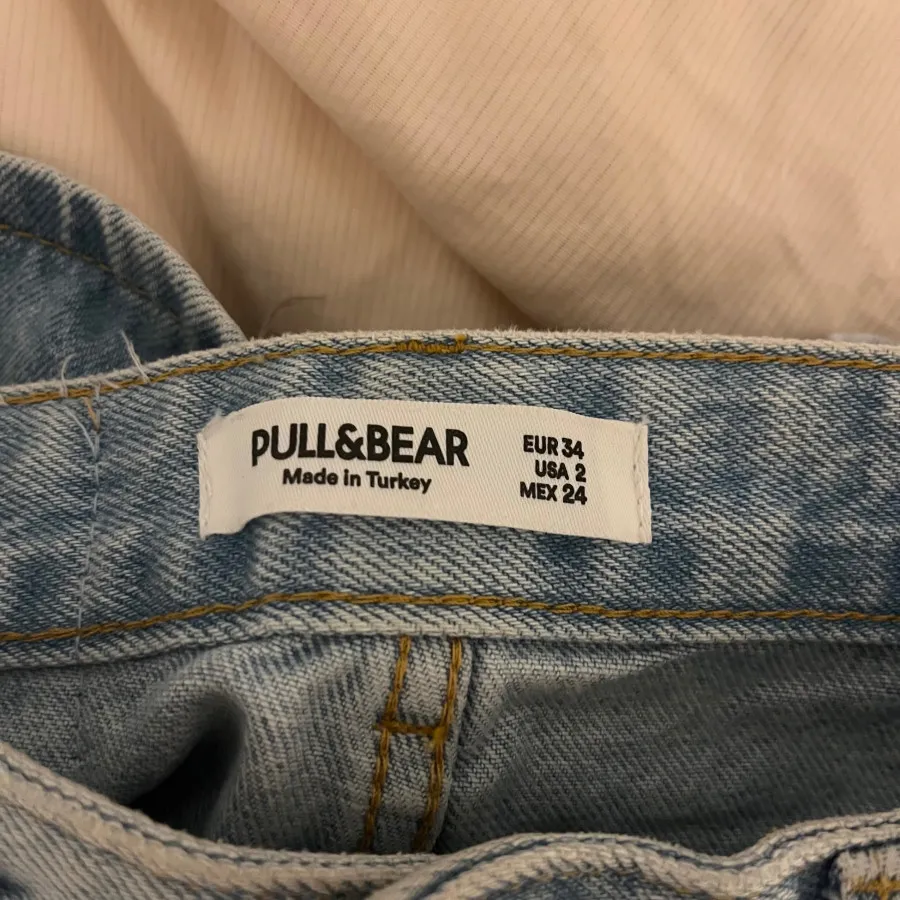 PULL&BEAR
Made in Turkey
EUR 34
USA 2
MEX 24